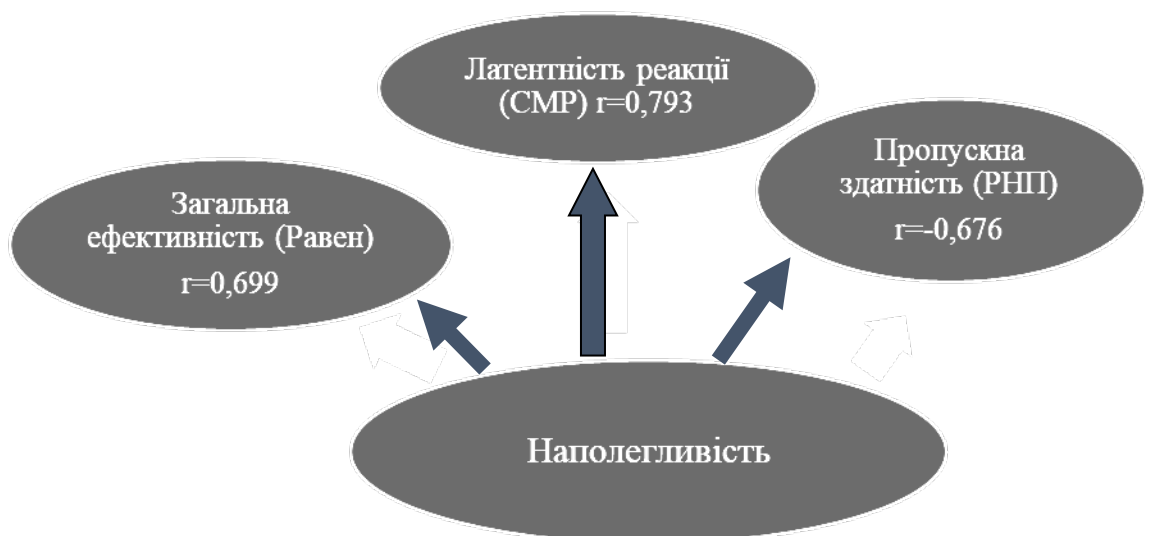 Латентність реакції
(СМР) r=0,793
Пропускна
здатність (РНП)
r=-0,676
Загальна
ефективність (Равен)
r=0,699
Наполегливість